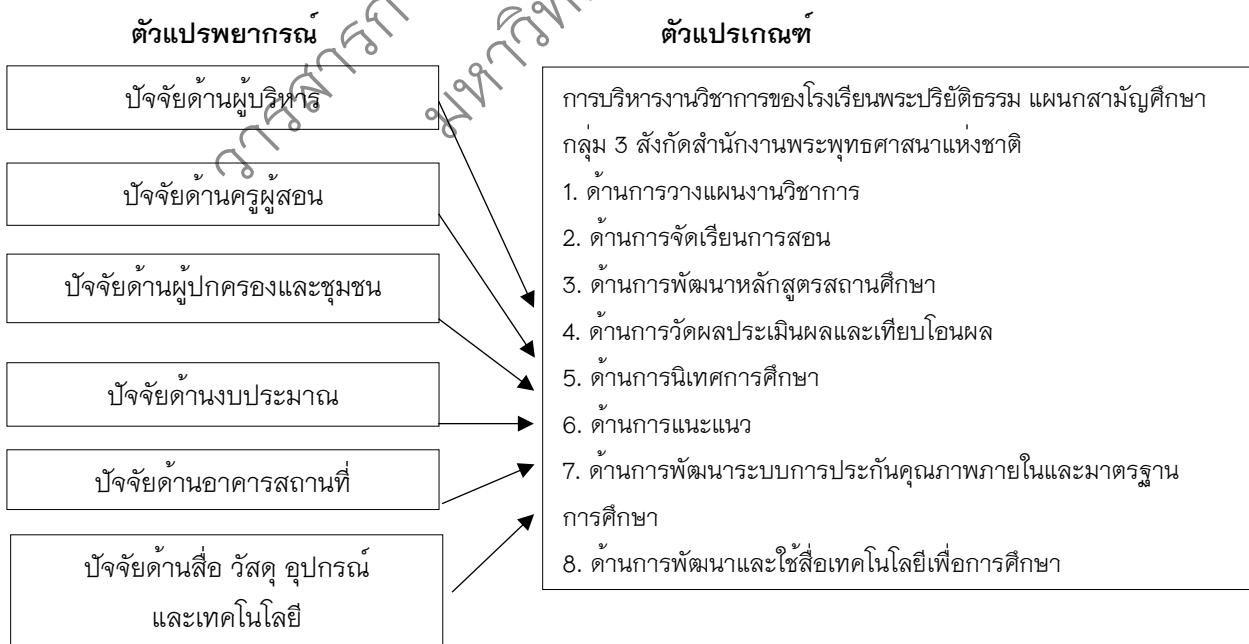 ตัวแปรพยากรณ์
ตัวแปรเกณฑ์
ปัจจัยด้านผู้บริหาร
ปัจจัยด้านครูผู้สอน
ปัจจัยด้านผู้ปกครองและชุมชน
ปัจจัยด้านงบประมาณ
ปัจจัยด้านอาคารสถานที่
ปัจจัยด้านสื่อ วัสดุ อุปกรณ์
และเทคโนโลยี
การบริหารงานวิชาการของโรงเรียนพระปริยัติธรรม แผนกสามัญศึกษา
กลุ่ม 3 สังกัดสำนักงานพระพุทธศาสนาแห่งชาติ
1. ด้านการวางแผนงานวิชาการ
2. ด้านการจัดเรียนการสอน
3. ด้านการพัฒนาหลักสูตรสถานศึกษา
4. ด้านการวัดผลประเมินผลและเทียบโอนผล
5. ด้านการนิเทศการศึกษา
6. ด้านการแนะแนว
7. ด้านการพัฒนาระบบการประกันคุณภาพภายในและมาตรฐาน
การศึกษา
8. ด้านการพัฒนาและใช้สื่อเทคโนโลยีเพื่อการศึกษา